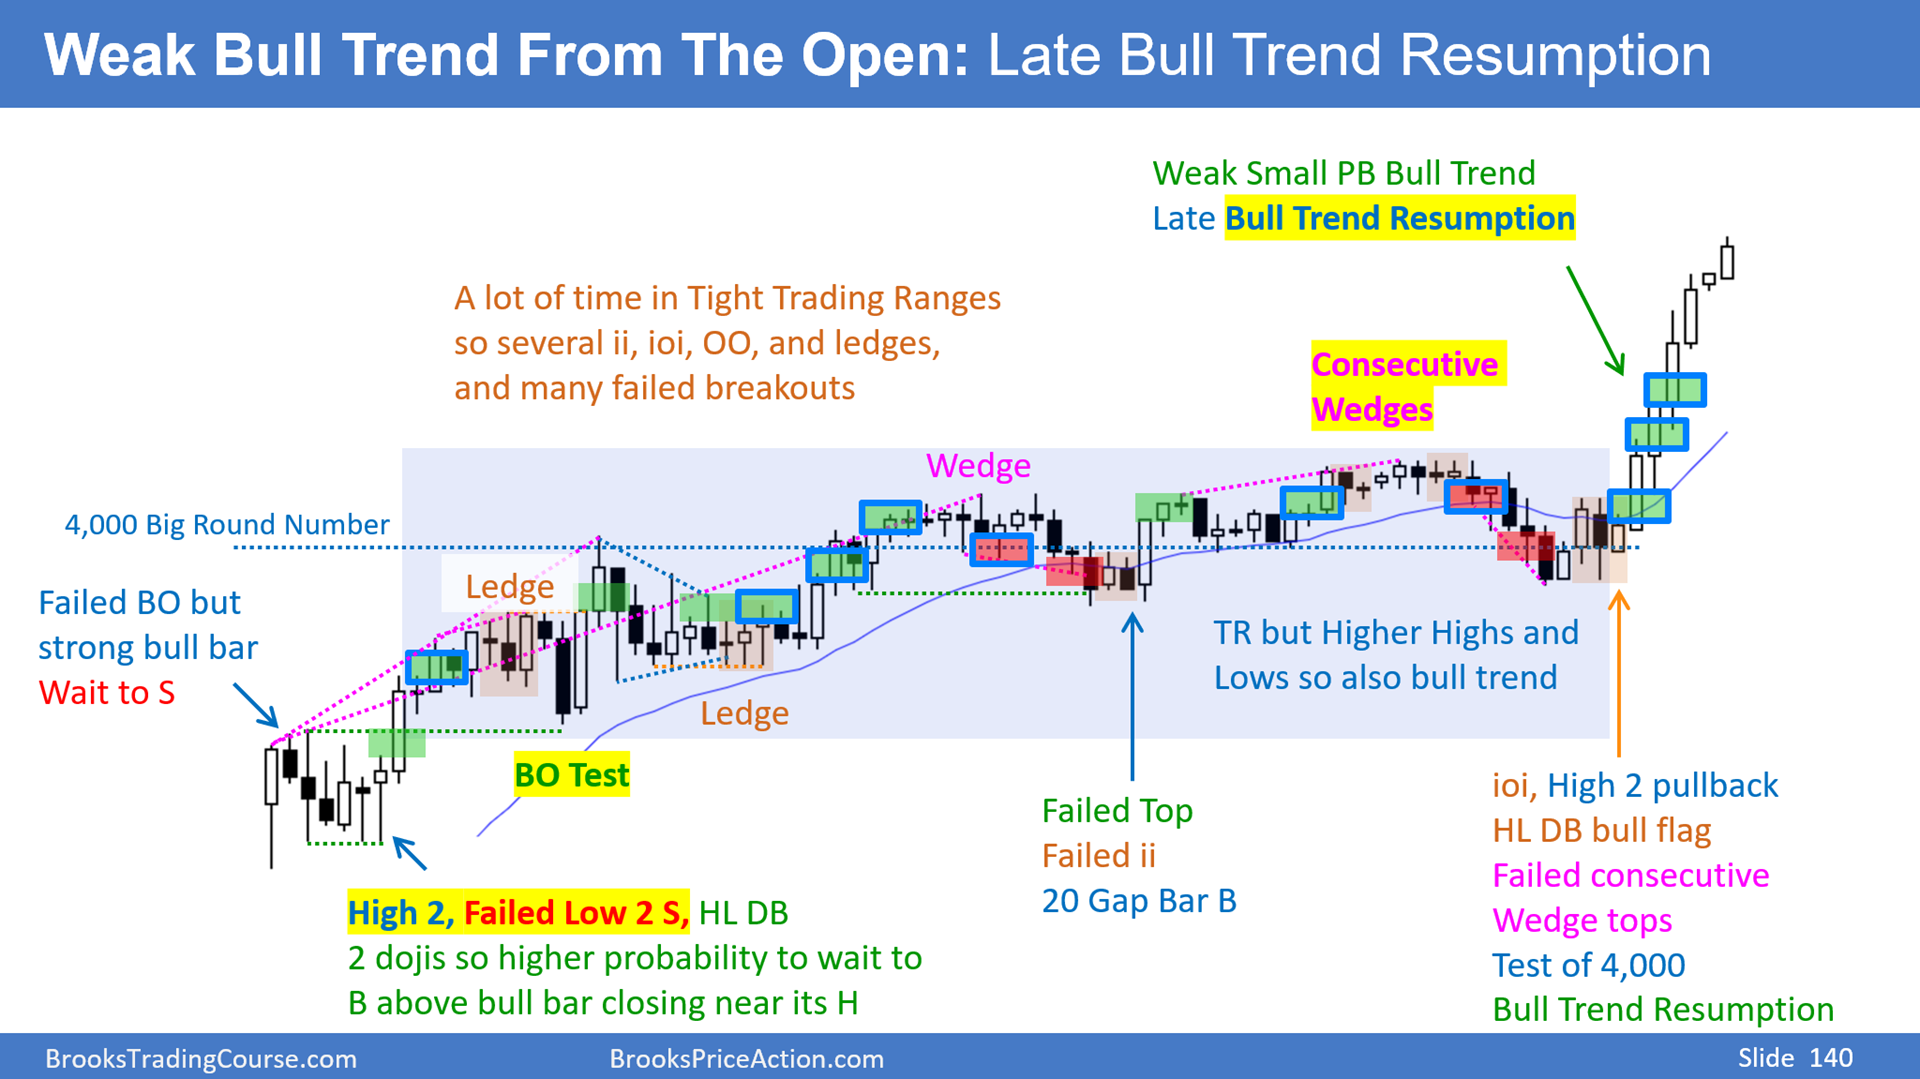 Weak Bull Trend From The Open: Late Bull Trend Resumption
Weak Small PB Bull Trend
Late Bull Trend Resumption
A lot of time in Tight Trading Ranges
so several ii, ioi, OO, and ledges,
and many failed breakouts
Consecutive
Wedges
Wedge
4,000 Big Round Number
Ledge
Failed BO but
strong bull bar
Wait to S
TR but Higher Highs and
Lows so also bull trend
Ledge
BO Test
Failed Top
Failed ii
20 Gap Bar B
ioi, High 2 pullback
HL DB bull flag
Failed consecutive
Wedge tops
Test of 4,000
Bull Trend Resumption
High 2, Failed Low 2 S, HL DB
2 dojis so higher probability to wait to
B above bull bar closing near its H
BrooksTradingCourse.com
BrooksPriceAction.com
Slide 140